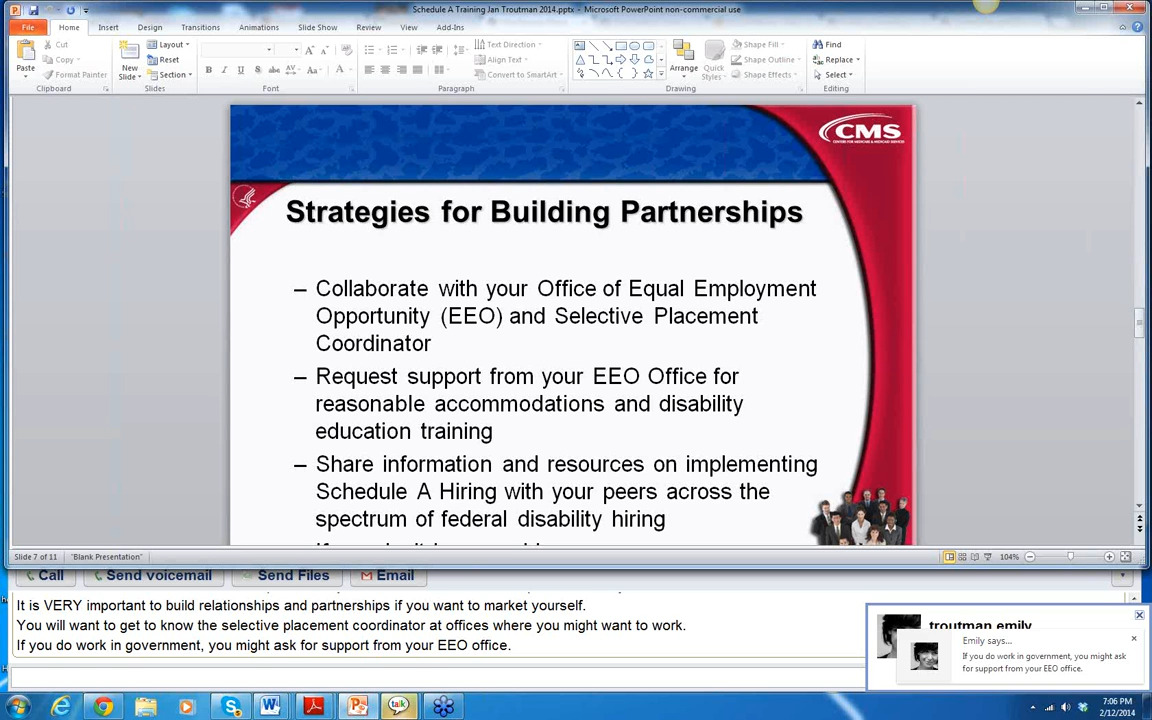 Schedule A Training Jan Troutman 2014.pptx - Microsoft PowerPoint non-commercial use
File Home Insert Design Transitions Animations Slide Show Review View Add-Ins
Cut
Copy
Format Painter
Paste
Clipboard
New
Slide
Layout
Reset
Section
Slides
B I U S abc AV Aa A
Font
Text Direction
Align Text
Convert to SmartArt
Paragraph
Arrange
Quick
Styles
Shape Fill
Shape Outline
Shape Effects
Drawing
Find
Replace
Select
Editing
CMS
CENTERS FOR MEDICARE & MEDICAID SERVICES
Strategies for Building Partnerships
– Collaborate with your Office of Equal Employment
Opportunity (EEO) and Selective Placement
Coordinator
– Request support from your EEO Office for
reasonable accommodations and disability
education training
– Share information and resources on implementing
Schedule A Hiring with your peers across the
spectrum of federal disability hiring
Slide 7 of 11 "Blank Presentation" 104%
Call Send voicemail Send Files Email
It is VERY important to build relationships and partnerships if you want to market yourself.
You will want to get to know the selective placement coordinator at offices where you might want to work.
If you do work in government, you might ask for support from your EEO office.
troutman emily
Emily says...
If you do work in government, you might ask
for support from your EEO office.
talk
7:06 PM
2/12/2014